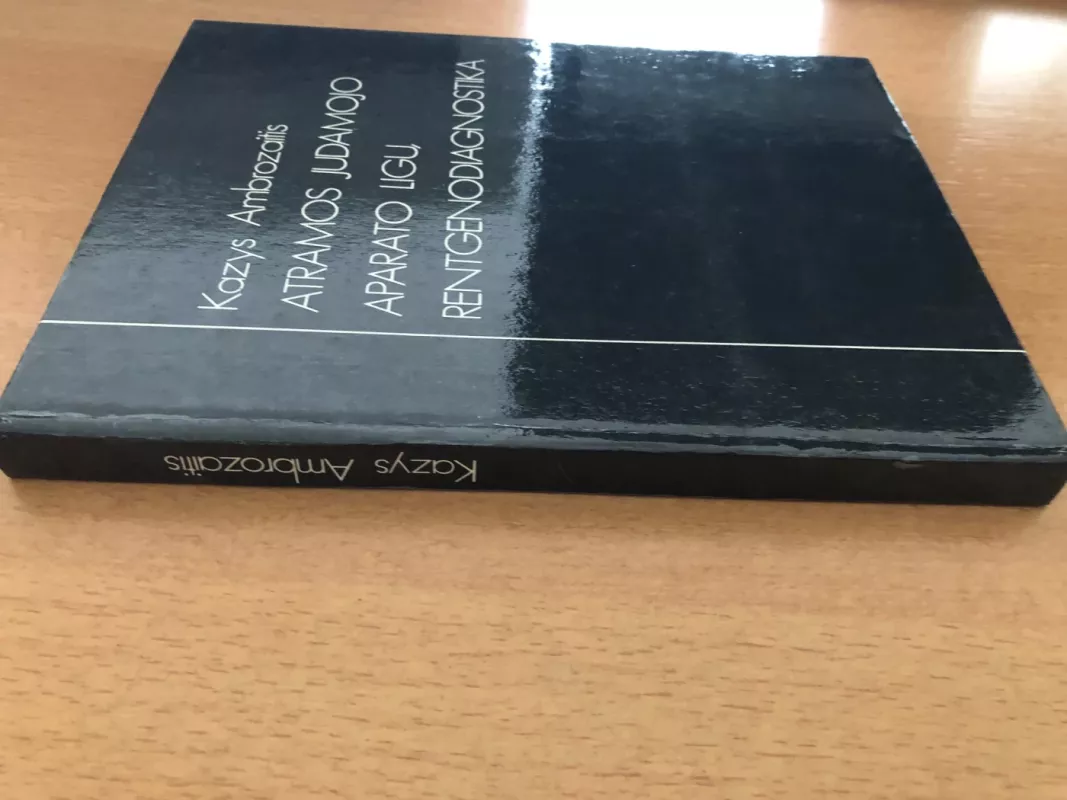 Kazys Ambrozaitis
ATRAMOS JUDAMOJO
APARATO LIGŲ
RENTGENODIAGNOSTIKA
Kazys Ambrozaitis